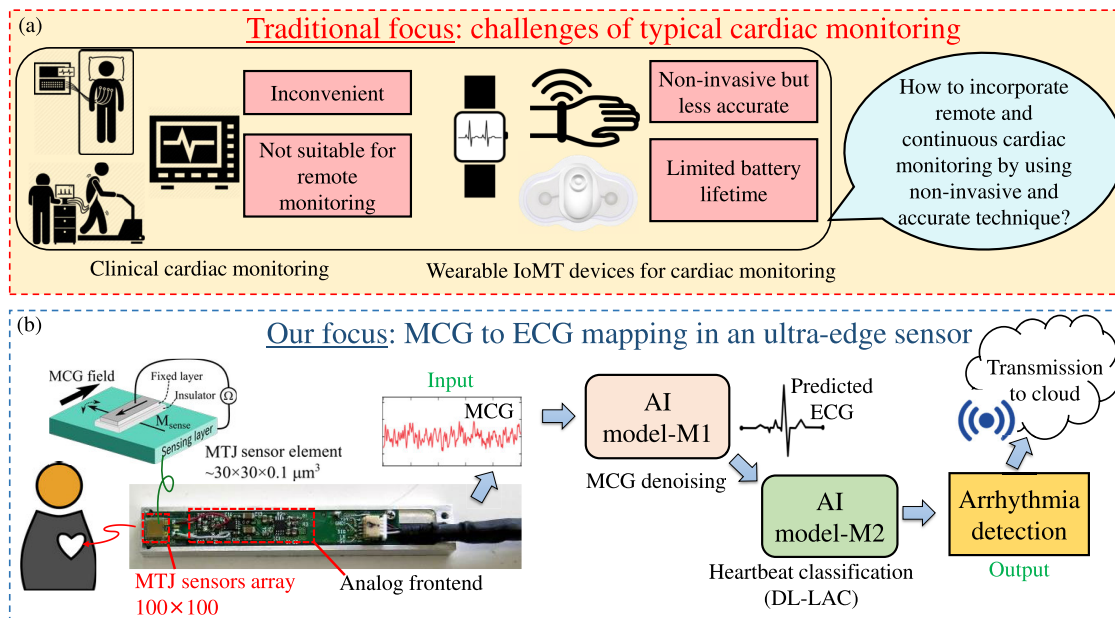 (a)
Traditional focus: challenges of typical cardiac monitoring
Inconvenient
Not suitable for
remote
monitoring
Clinical cardiac monitoring
Non-invasive but
less accurate
Limited battery
lifetime
Wearable IoMT devices for cardiac monitoring
How to incorporate
remote and
continuous cardiac
monitoring by using
non-invasive and
accurate technique?
(b)
Our focus: MCG to ECG mapping in an ultra-edge sensor
MCG field
Fixed layer
Insulator
Ω
Msense
Sensing layer
MTJ sensor element
~30×30×0.1 μm³
MTJ sensors array
100×100
Analog frontend
Input
MCG
AI
model-M1
MCG denoising
Predicted
ECG
AI
model-M2
Heartbeat classification
(DL-LAC)
Arrhythmia
detection
Output
Transmission
to cloud